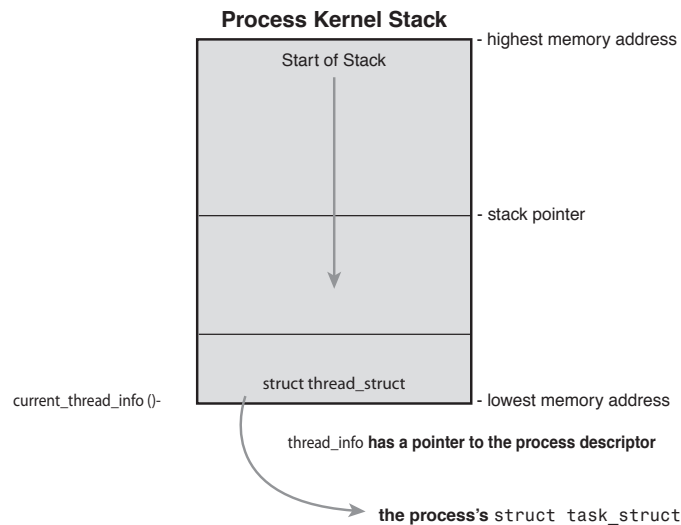 Process Kernel Stack
- highest memory address
Start of Stack
- stack pointer
struct thread_struct
current_thread_info ()-
- lowest memory address
thread_info has a pointer to the process descriptor
the process's struct task_struct